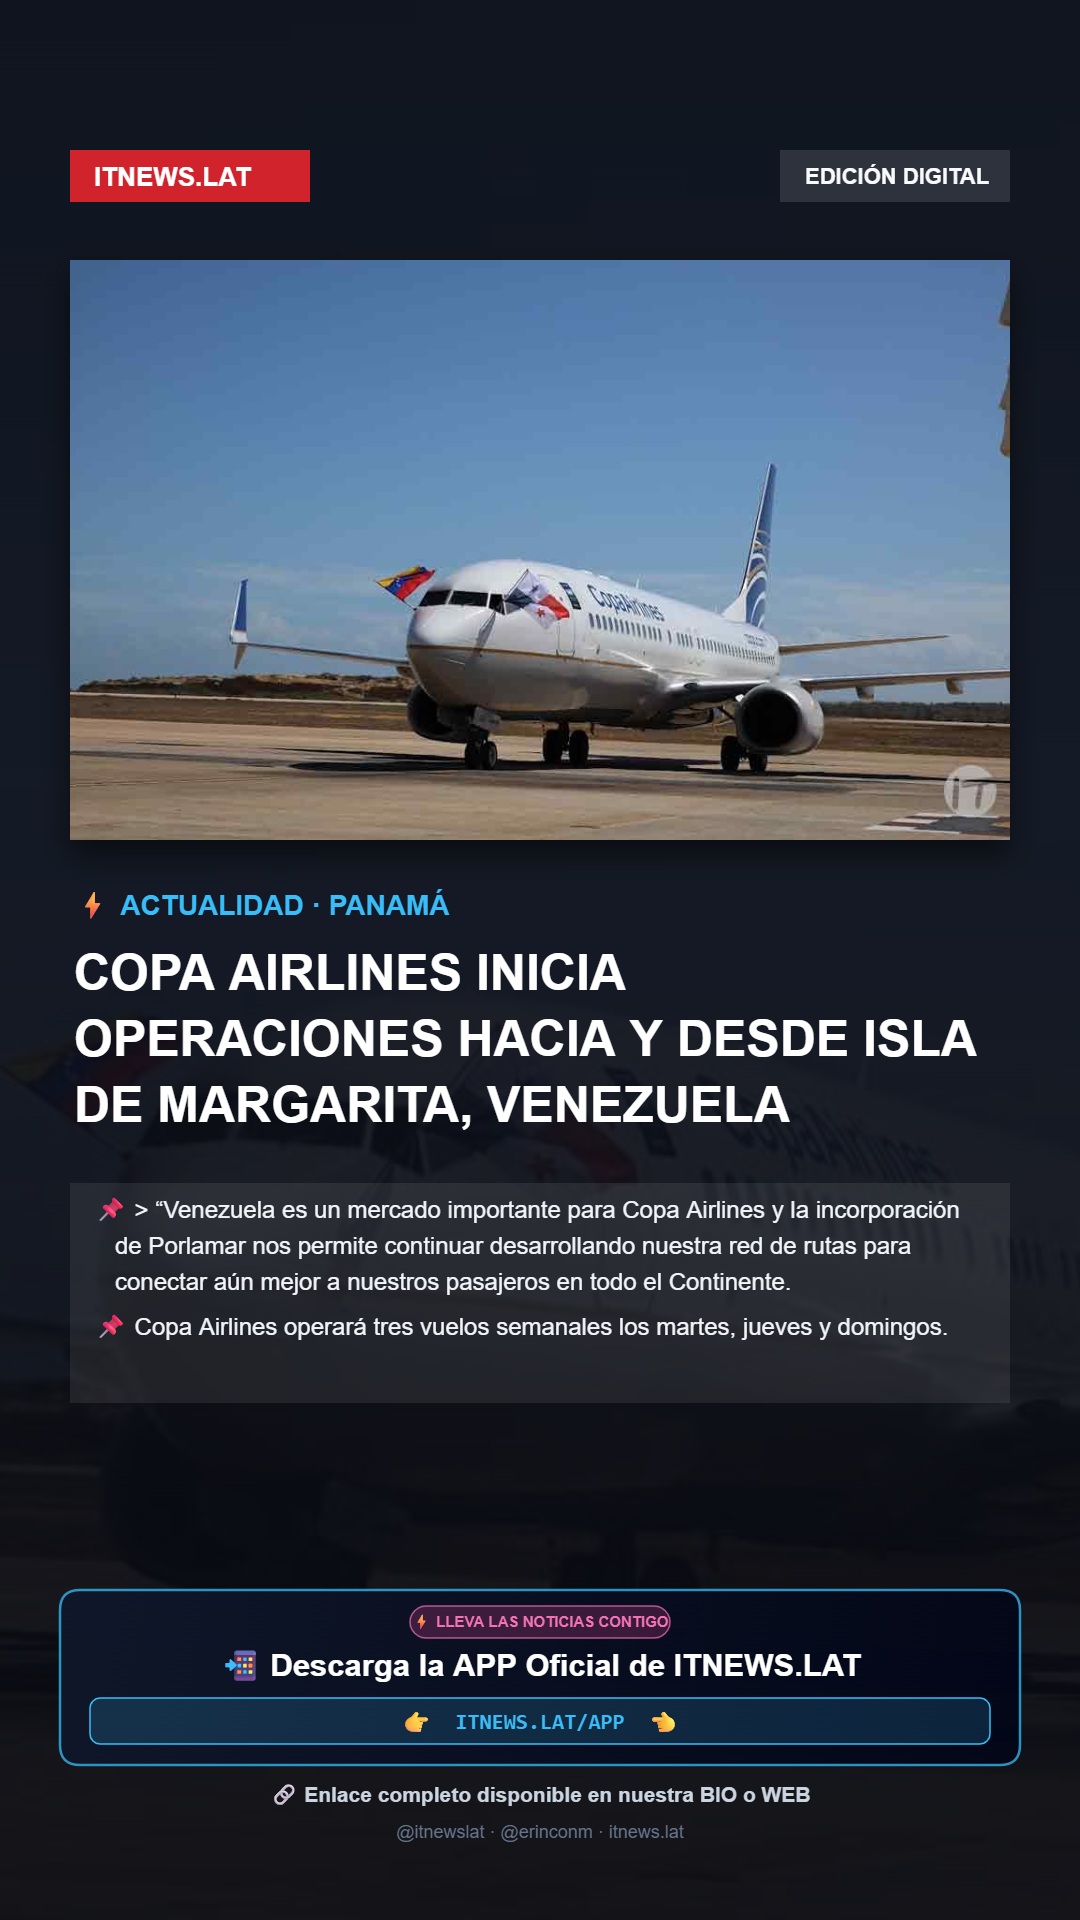 ITNEWS.LAT
EDICIÓN DIGITAL
CopaAirlines
iT
ACTUALIDAD · PANAMÁ
COPA AIRLINES INICIA
OPERACIONES HACIA Y DESDE ISLA
DE MARGARITA, VENEZUELA
> “Venezuela es un mercado importante para Copa Airlines y la incorporación
de Porlamar nos permite continuar desarrollando nuestra red de rutas para
conectar aún mejor a nuestros pasajeros en todo el Continente.
Copa Airlines operará tres vuelos semanales los martes, jueves y domingos.
LLEVA LAS NOTICIAS CONTIGO
Descarga la APP Oficial de ITNEWS.LAT
ITNEWS.LAT/APP
Enlace completo disponible en nuestra BIO o WEB
@itnewslat · @erinconm · itnews.lat